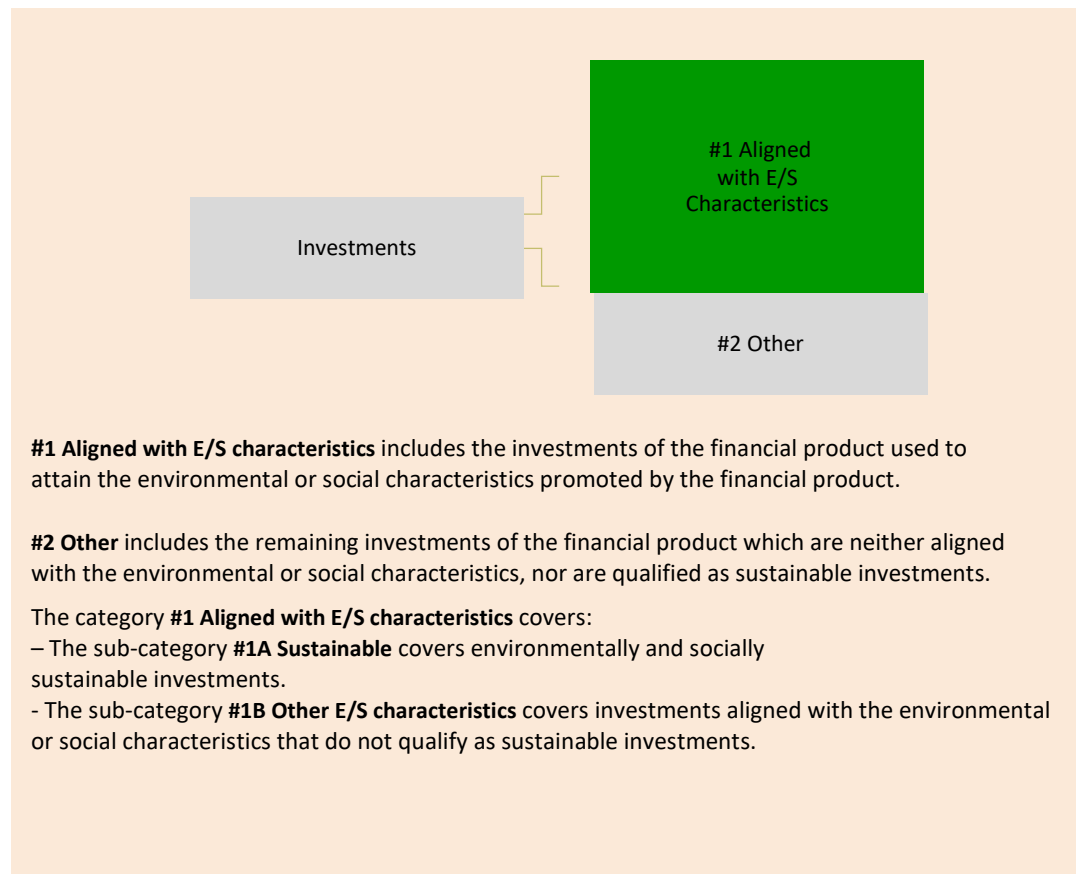 #1 Aligned
with E/S
Characteristics
Investments
#2 Other
#1 Aligned with E/S characteristics includes the investments of the financial product used to
attain the environmental or social characteristics promoted by the financial product.
#2 Other includes the remaining investments of the financial product which are neither aligned
with the environmental or social characteristics, nor are qualified as sustainable investments.
The category #1 Aligned with E/S characteristics covers:
– The sub-category #1A Sustainable covers environmentally and socially
sustainable investments.
- The sub-category #1B Other E/S characteristics covers investments aligned with the environmental
or social characteristics that do not qualify as sustainable investments.